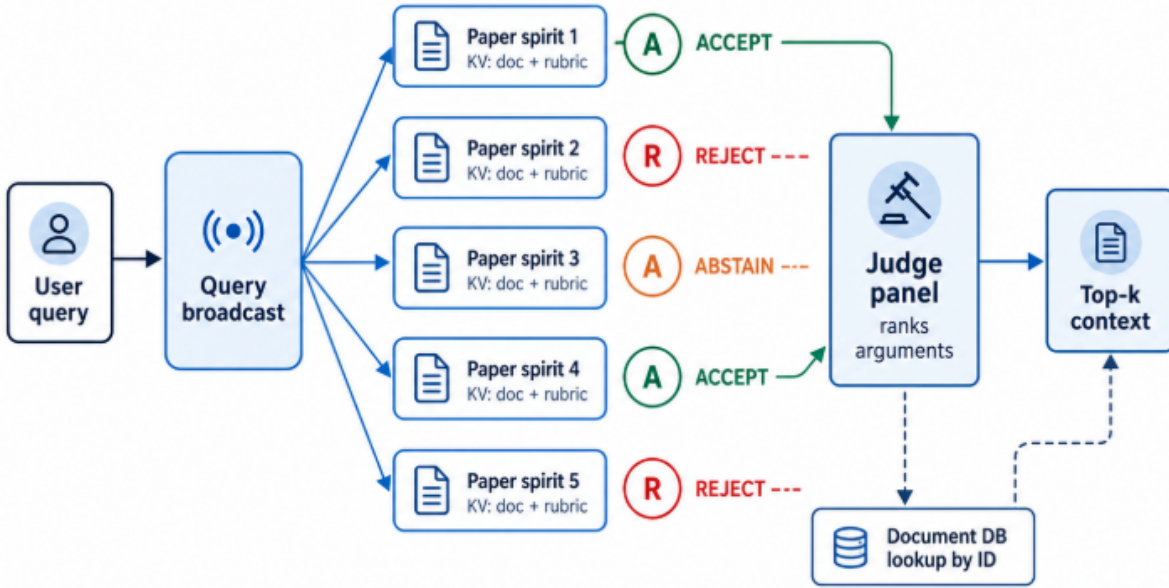 Paper spirit 1
KV: doc + rubric
A
ACCEPT
Paper spirit 2
KV: doc + rubric
R
REJECT
User
query
Query
broadcast
Paper spirit 3
KV: doc + rubric
A
ABSTAIN
Judge
panel
ranks
arguments
Top-k
context
Paper spirit 4
KV: doc + rubric
A
ACCEPT
Paper spirit 5
KV: doc + rubric
R
REJECT
Document DB
lookup by ID